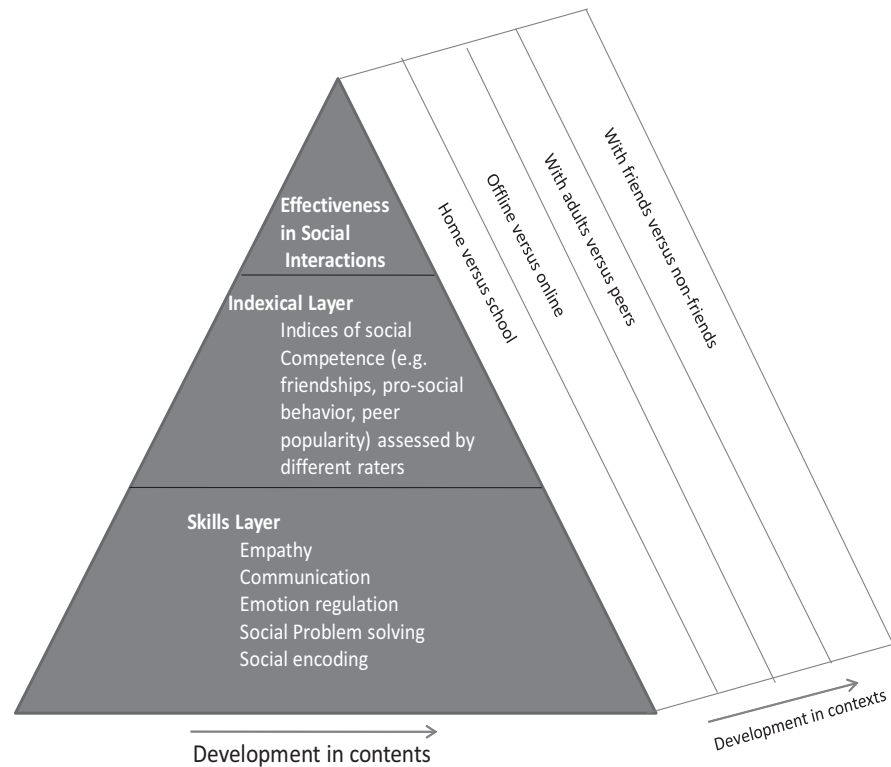 Effectiveness
in Social
Interactions
Indexical Layer
Indices of social
Competence (e.g.
friendships, pro-social
behavior, peer
popularity) assessed by
different raters
Skills Layer
Empathy
Communication
Emotion regulation
Social Problem solving
Social encoding
Home versus school
Offline versus online
With adults versus peers
With friends versus non-friends
Development in contents
Development in contexts